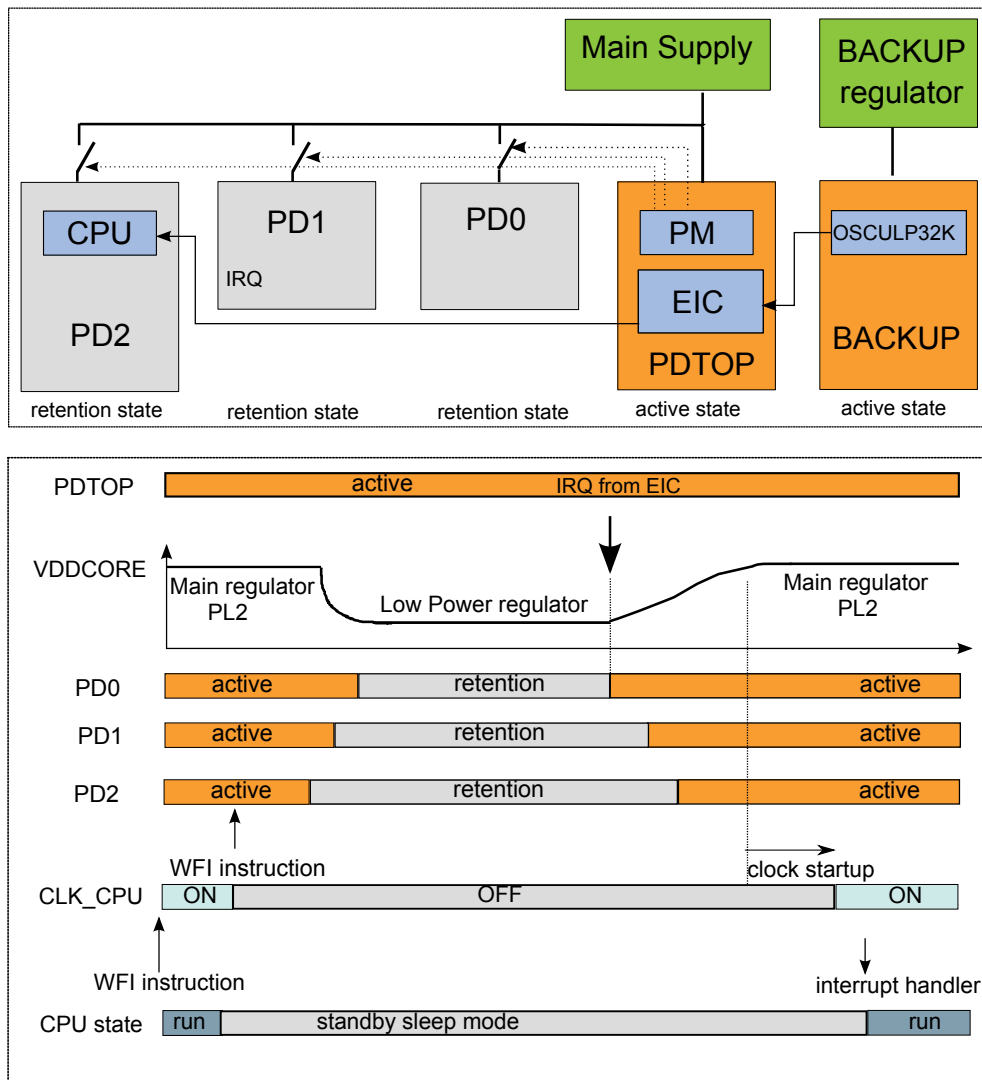 Main Supply
BACKUP
regulator
CPU
PD2
PD1
IRQ
PD0
PM
EIC
PDTOP
OSCULP32K
BACKUP
retention state
retention state
retention state
active state
active state
PDTOP
active
IRQ from EIC
VDDCORE
Main regulator
PL2
Low Power regulator
Main regulator
PL2
PD0
active
retention
active
PD1
active
retention
active
PD2
active
retention
active
WFI instruction
clock startup
CLK_CPU
ON
OFF
ON
WFI instruction
interrupt handler
CPU state
run
standby sleep mode
run